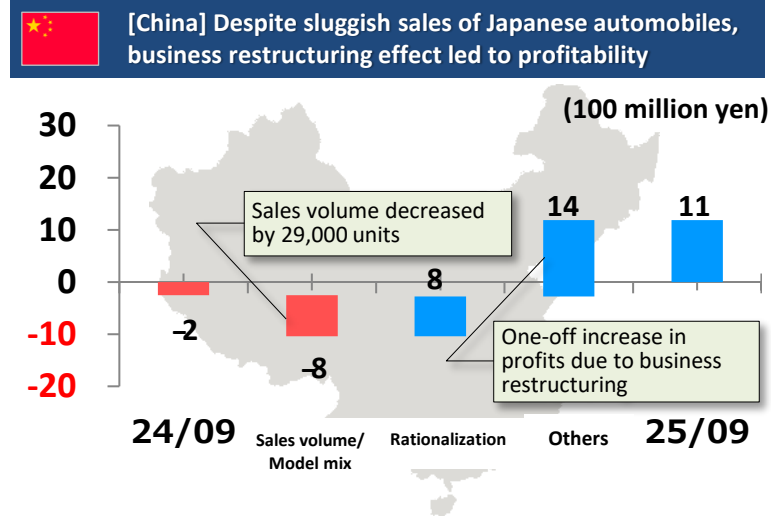 [China] Despite sluggish sales of Japanese automobiles,
business restructuring effect led to profitability
(100 million yen)
30
20
10
0
-10
-20
Sales volume decreased
by 29,000 units
14
11
8
–2
–8
One-off increase in
profits due to business
restructuring
24/09
Sales volume/
Model mix
Rationalization
Others
25/09